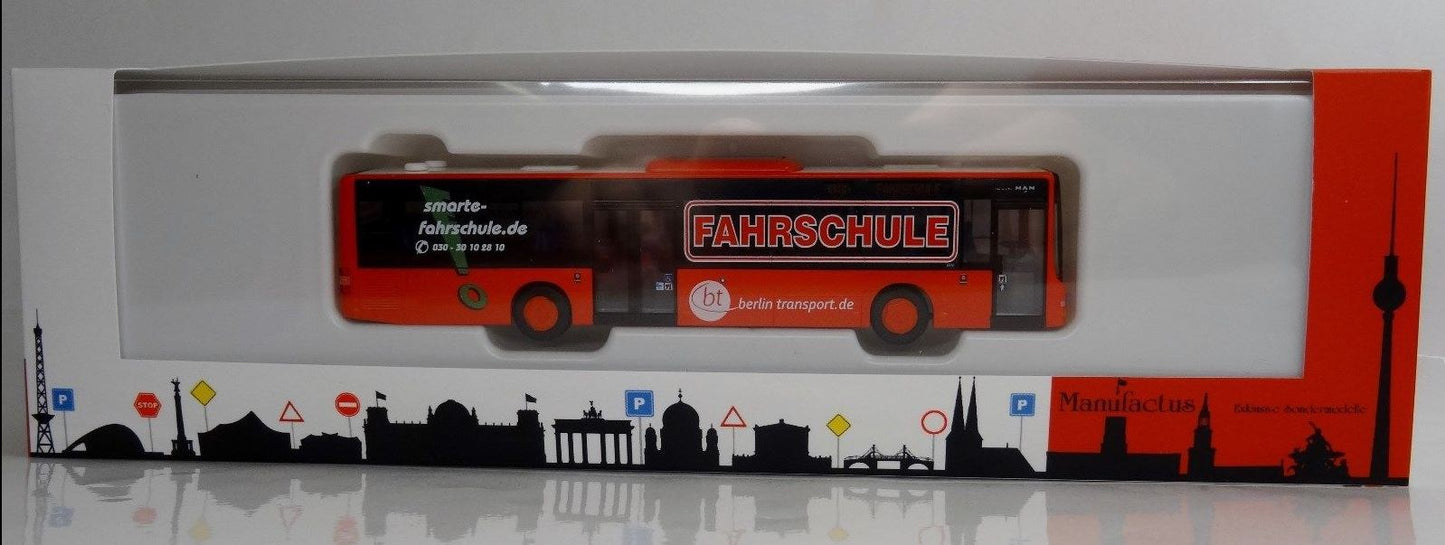 smarte-
fahrschule.de
030 - 30 10 28 10
FAHRSCHULE
MAN
bt berlin transport.de
P
STOP
P
P
Manufactus
Exklusive Sondermodelle